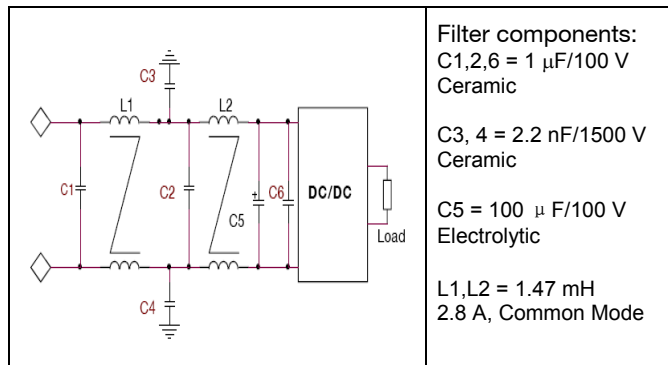 C3
L1
L2
C1
C2
C5
+
C6
DC/DC
Load
C4
Filter components:
C1,2,6 = 1 μF/100 V
Ceramic
C3, 4 = 2.2 nF/1500 V
Ceramic
C5 = 100 μ F/100 V
Electrolytic
L1,L2 = 1.47 mH
2.8 A, Common Mode